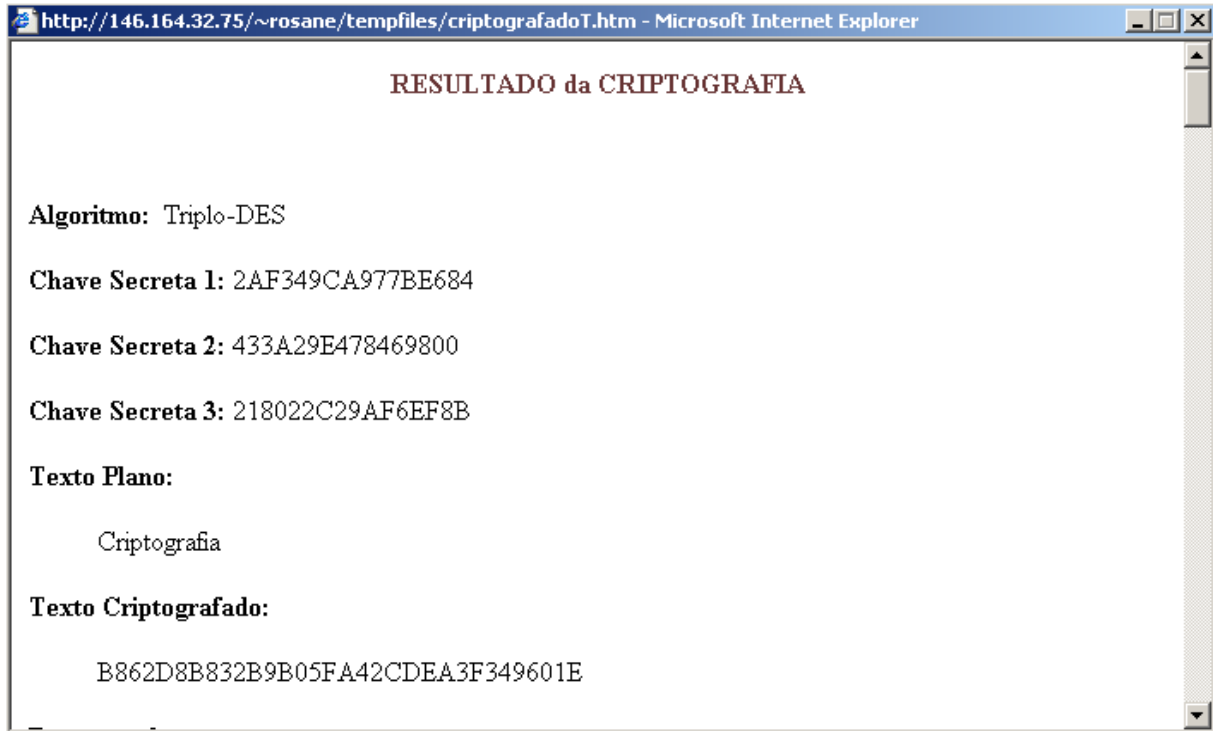 http://146.164.32.75/~rosane/tempfiles/criptografadoT.htm - Microsoft Internet Explorer
RESULTADO da CRIPTOGRAFIA
Algoritmo: Triplo-DES
Chave Secreta 1: 2AF349CA977BE684
Chave Secreta 2: 433A29E478469800
Chave Secreta 3: 218022C29AF6EF8B
Texto Plano:
Criptografia
Texto Criptografado:
B862D8B832B9B05FA42CDEA3F349601E